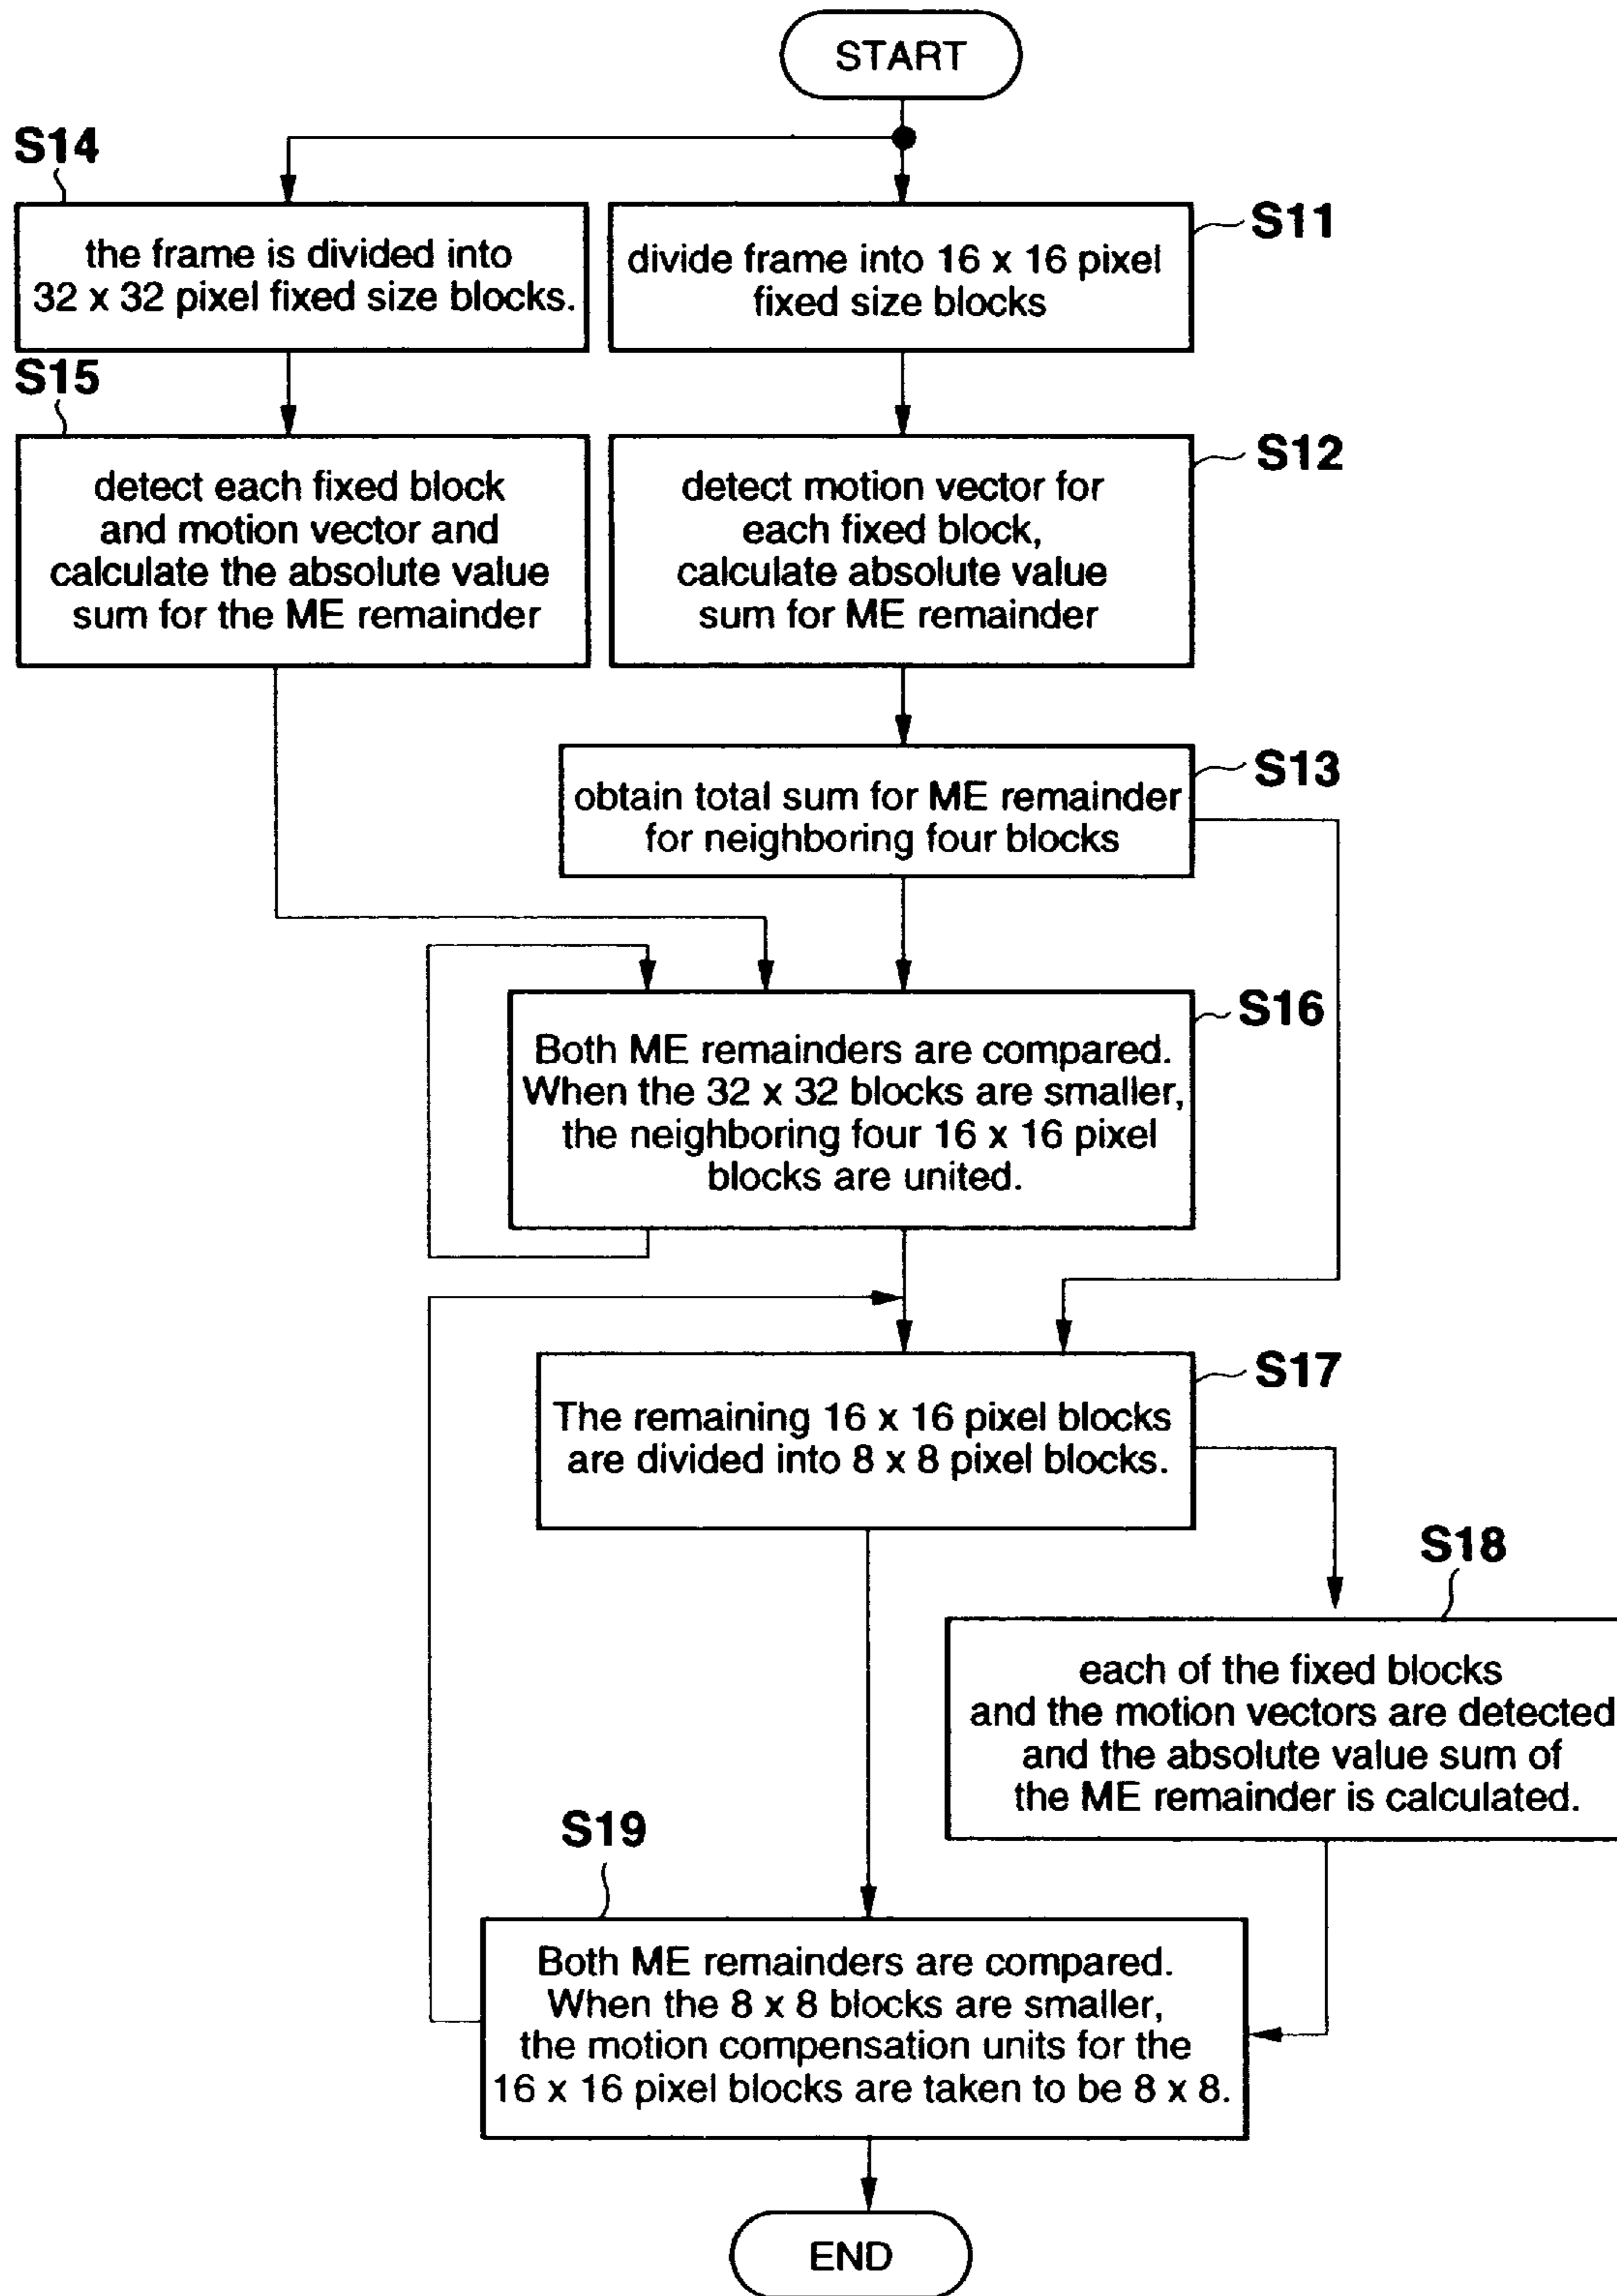 START
S14
the frame is divided into
32 x 32 pixel fixed size blocks.
S11
divide frame into 16 x 16 pixel
fixed size blocks
S15
detect each fixed block
and motion vector and
calculate the absolute value
sum for the ME remainder
S12
detect motion vector for
each fixed block,
calculate absolute value
sum for ME remainder
S13
obtain total sum for ME remainder
for neighboring four blocks
S16
Both ME remainders are compared.
When the 32 x 32 blocks are smaller,
the neighboring four 16 x 16 pixel
blocks are united.
S17
The remaining 16 x 16 pixel blocks
are divided into 8 x 8 pixel blocks.
S18
each of the fixed blocks
and the motion vectors are detected
and the absolute value sum of
the ME remainder is calculated.
S19
Both ME remainders are compared.
When the 8 x 8 blocks are smaller,
the motion compensation units for the
16 x 16 pixel blocks are taken to be 8 x 8.
END